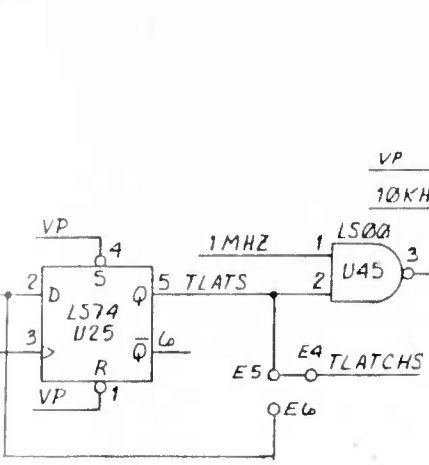 VP
10KH
LS00
VP
4
1MHZ
1
3
S
U45
2
D
Q
5
TLATS
2
LS74
U25
3
Q
6
R
E5
E4
TLATCHS
VP
1
E6